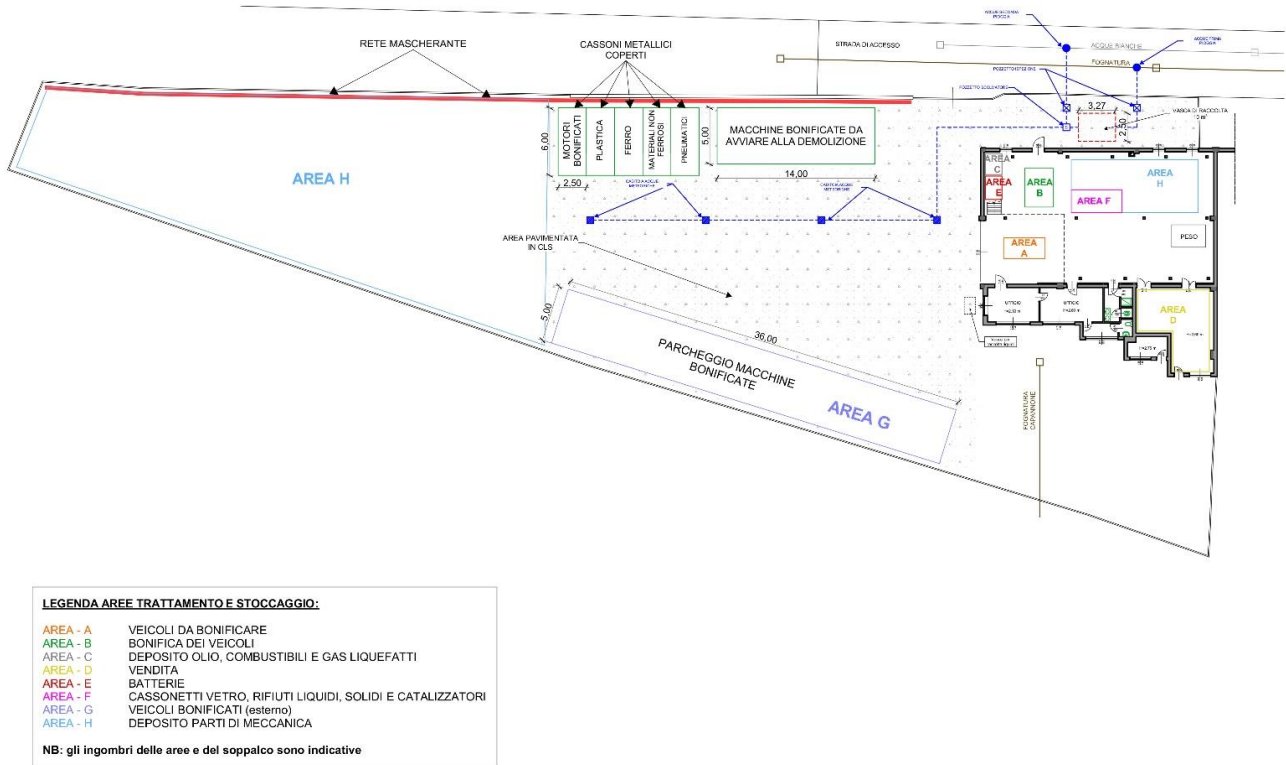 RETE MASCHERANTE
CASSONI METALLICI
COPERTI
STRADA DI ACCESSO
ACQUE BIANCHE
FOGNATURA
3,27
2,50
VASCA DI RACCOLTA
6,00
MOTORI
BONIFICATI
PLASTICA
FERRO
MATERIALI NON
FERROSI
PNEUMATICI
5,00
MACCHINE BONIFICATE DA
AVVIARE ALLA DEMOLIZIONE
2,50
14,00
AREA H
AREA
C
AREA
E
AREA
B
AREA F
AREA
H
PESO
AREA
A
AREA PAVIMENTATA
IN CLS
UFFICIO
UFFICIO
AREA
D
5,00
36,00
PARCHEGGIO MACCHINE
BONIFICATE
AREA G
FOGNATURA
CAPANNONE
LEGENDA AREE TRATTAMENTO E STOCCAGGIO:
AREA - A VEICOLI DA BONIFICARE
AREA - B BONIFICA DEI VEICOLI
AREA - C DEPOSITO OLIO, COMBUSTIBILI E GAS LIQUEFATTI
AREA - D VENDITA
AREA - E BATTERIE
AREA - F CASSONETTI VETRO, RIFIUTI LIQUIDI, SOLIDI E CATALIZZATORI
AREA - G VEICOLI BONIFICATI (esterno)
AREA - H DEPOSITO PARTI DI MECCANICA
NB: gli ingombri delle aree e del soppalco sono indicative